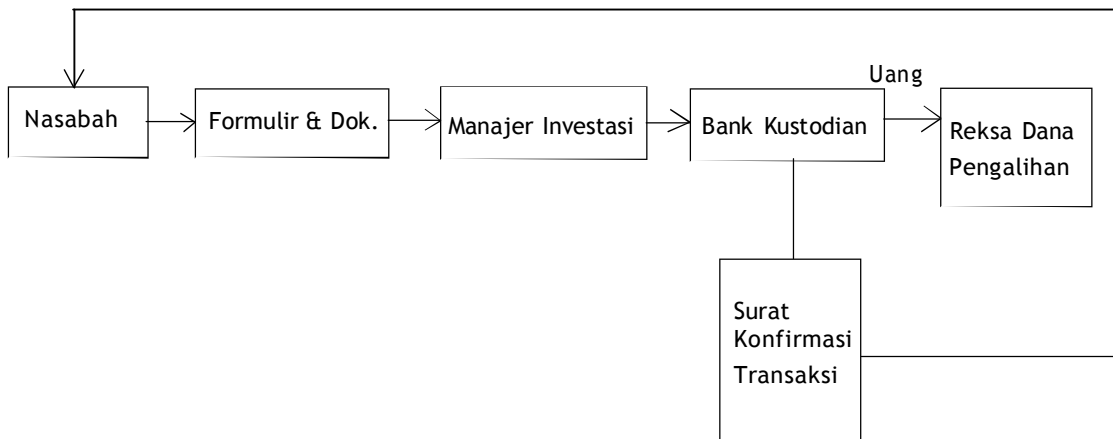 Uang
Nasabah
Formulir & Dok.
Manajer Investasi
Bank Kustodian
Reksa Dana
Pengalihan
Surat
Konfirmasi
Transaksi